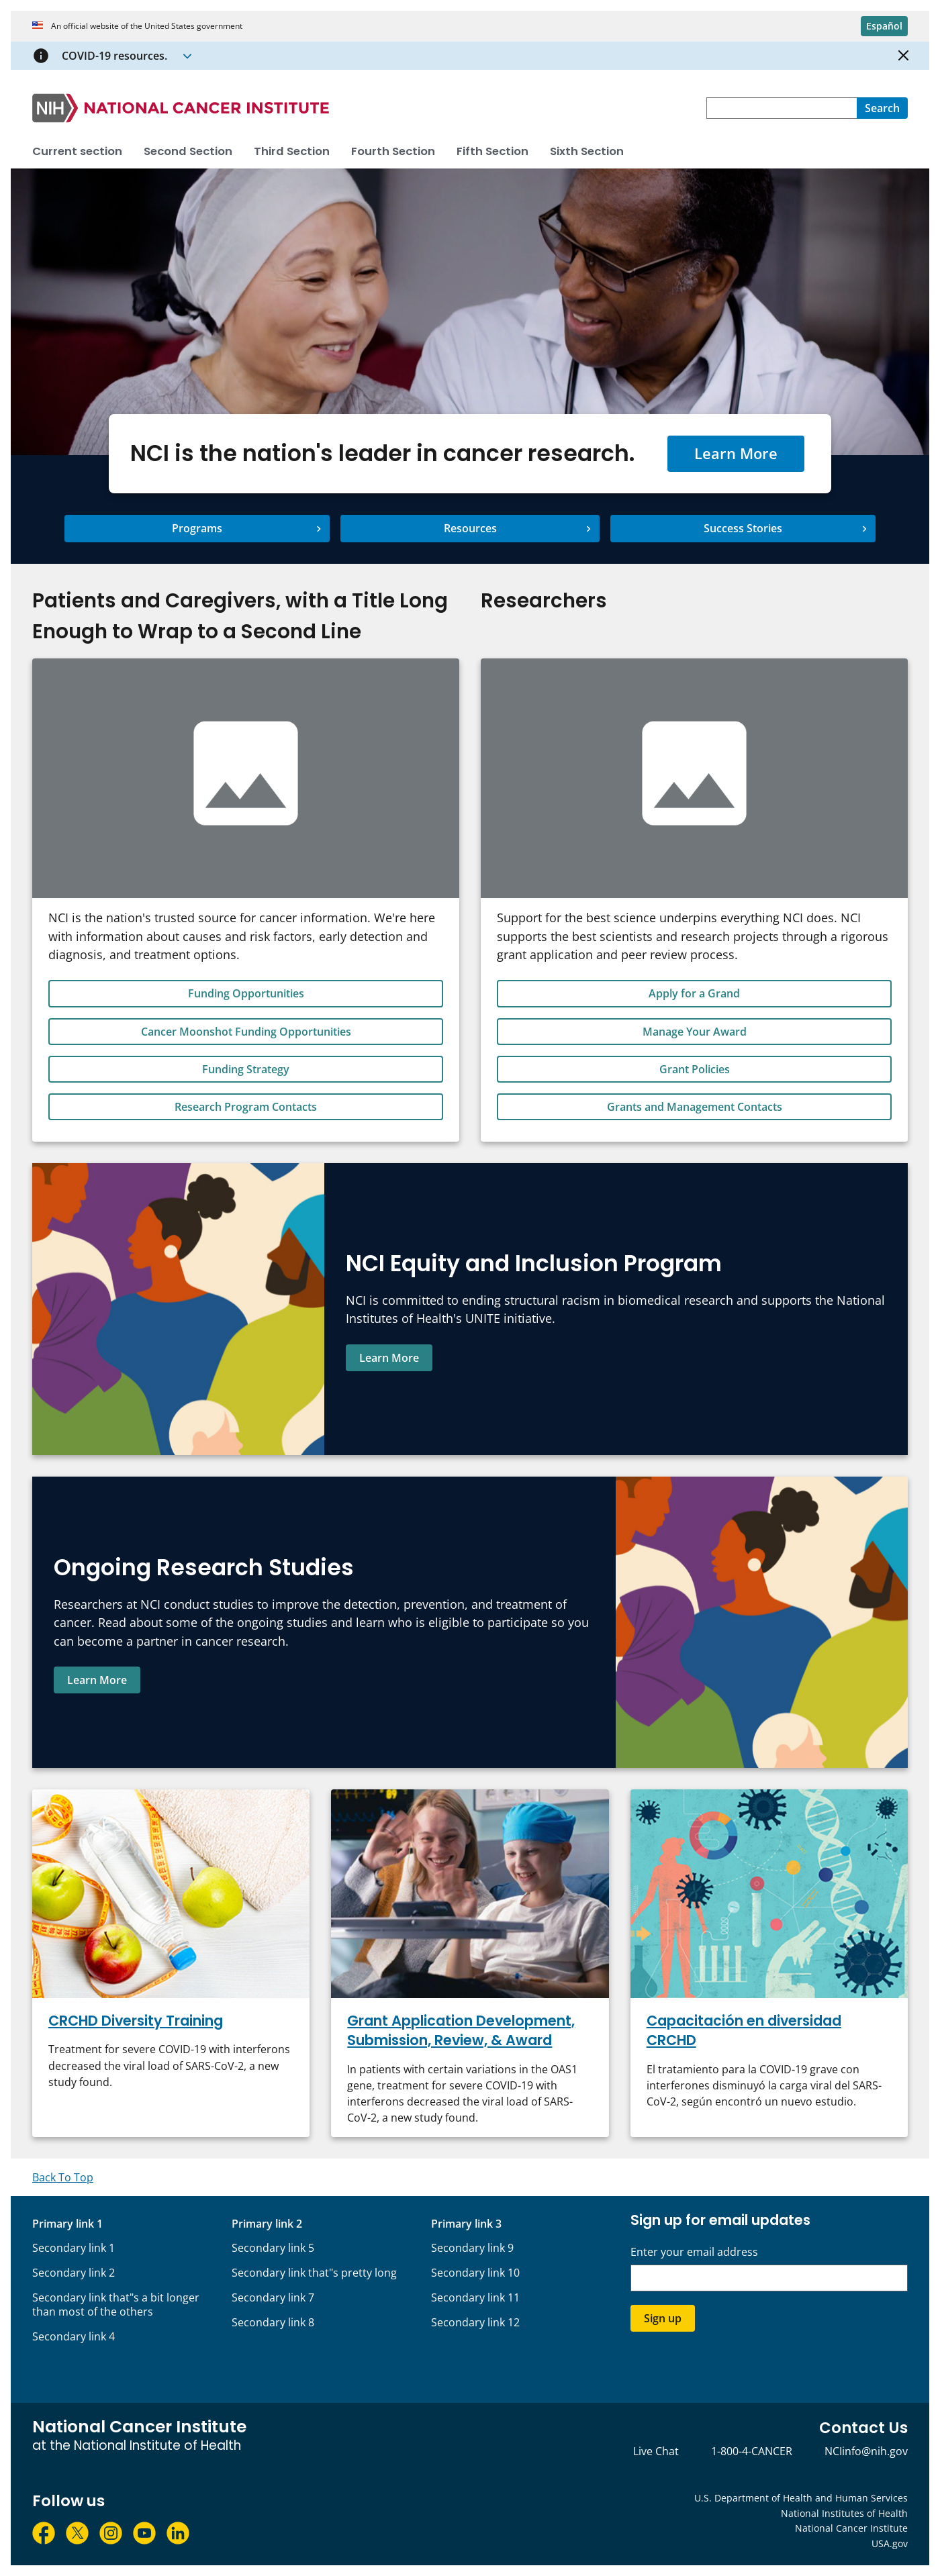 An official website of the United States government
Español
COVID-19 resources.
NIH NATIONAL CANCER INSTITUTE
Search
Current section
Second Section
Third Section
Fourth Section
Fifth Section
Sixth Section
NCI is the nation's leader in cancer research.
Learn More
Programs
Resources
Success Stories
Patients and Caregivers, with a Title Long
Enough to Wrap to a Second Line
NCI is the nation's trusted source for cancer information. We're here
with information about causes and risk factors, early detection and
diagnosis, and treatment options.
Funding Opportunities
Cancer Moonshot Funding Opportunities
Funding Strategy
Research Program Contacts
Researchers
Support for the best science underpins everything NCI does. NCI
supports the best scientists and research projects through a rigorous
grant application and peer review process.
Apply for a Grand
Manage Your Award
Grant Policies
Grants and Management Contacts
NCI Equity and Inclusion Program
NCI is committed to ending structural racism in biomedical research and supports the National
Institutes of Health's UNITE initiative.
Learn More
Ongoing Research Studies
Researchers at NCI conduct studies to improve the detection, prevention, and treatment of
cancer. Read about some of the ongoing studies and learn who is eligible to participate so you
can become a partner in cancer research.
Learn More
CRCHD Diversity Training
Treatment for severe COVID-19 with interferons
decreased the viral load of SARS-CoV-2, a new
study found.
Grant Application Development,
Submission, Review, & Award
In patients with certain variations in the OAS1
gene, treatment for severe COVID-19 with
interferons decreased the viral load of SARS-
CoV-2, a new study found.
Capacitación en diversidad
CRCHD
El tratamiento para la COVID-19 grave con
interferones disminuyó la carga viral del SARS-
CoV-2, según encontró un nuevo estudio.
Back To Top
Primary link 1
Secondary link 1
Secondary link 2
Secondary link that"s a bit longer
than most of the others
Secondary link 4
Primary link 2
Secondary link 5
Secondary link that"s pretty long
Secondary link 7
Secondary link 8
Primary link 3
Secondary link 9
Secondary link 10
Secondary link 11
Secondary link 12
Sign up for email updates
Enter your email address
Sign up
National Cancer Institute
at the National Institute of Health
Contact Us
Live Chat
1-800-4-CANCER
NCIinfo@nih.gov
Follow us
U.S. Department of Health and Human Services
National Institutes of Health
National Cancer Institute
USA.gov